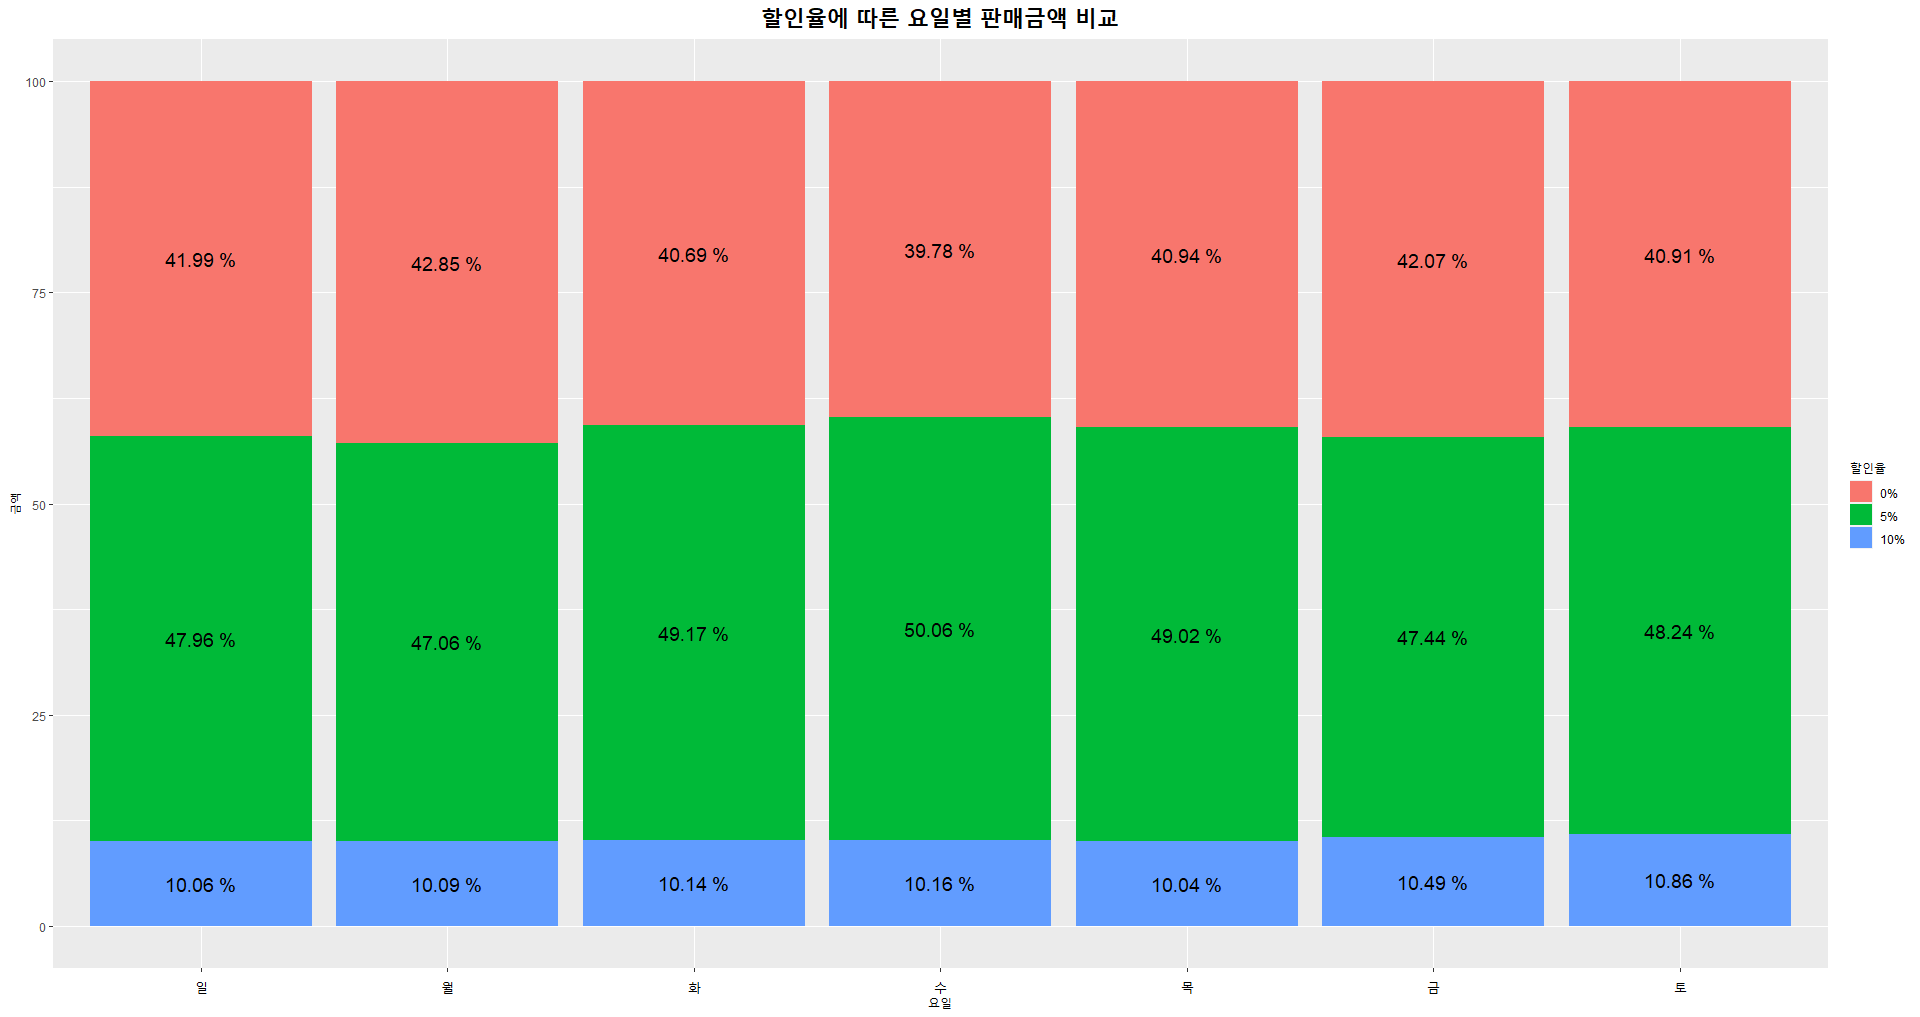 할인율에 따른 요일별 판매금액 비교
100
75
50
25
0
금액
41.99 % 42.85 % 40.69 % 39.78 % 40.94 % 42.07 % 40.91 %
47.96 % 47.06 % 49.17 % 50.06 % 49.02 % 47.44 % 48.24 %
10.06 % 10.09 % 10.14 % 10.16 % 10.04 % 10.49 % 10.86 %
일 월 화 수 목 금 토
요일
할인율
0%
5%
10%